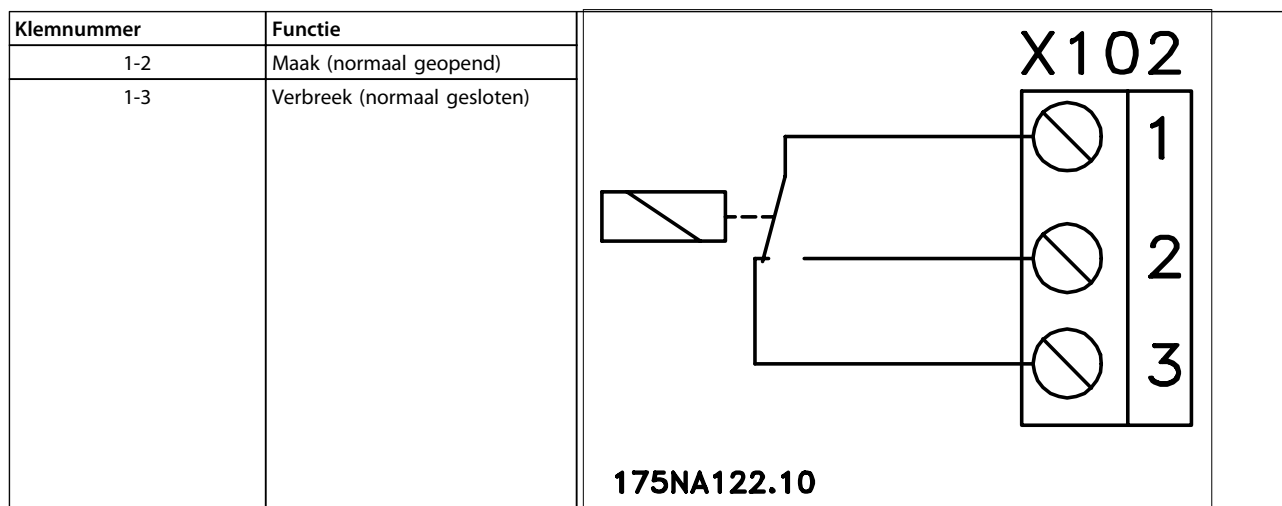 Klemnummer Functie
1-2 Maak (normaal geopend)
1-3 Verbreek (normaal gesloten)
X102
1
2
3
175NA122.10